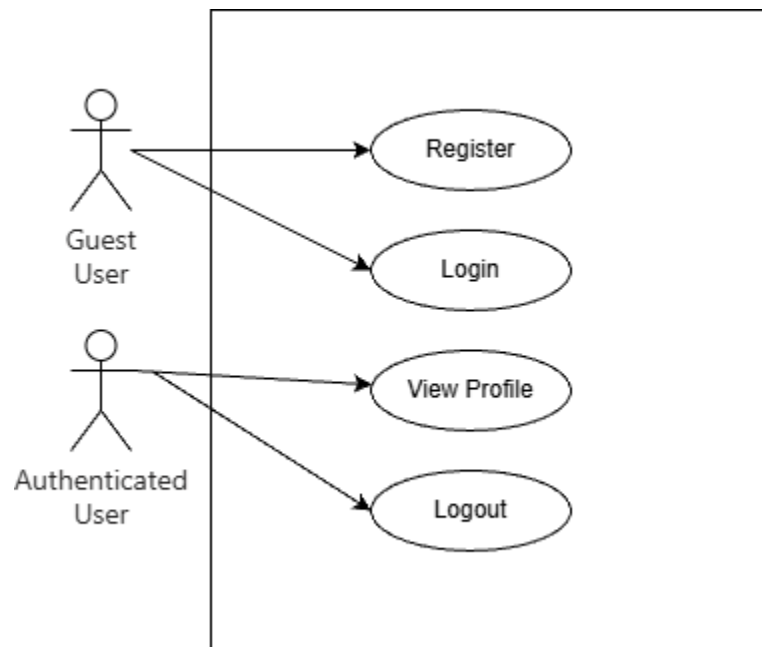 Register
Guest
User
Login
View Profile
Authenticated
User
Logout